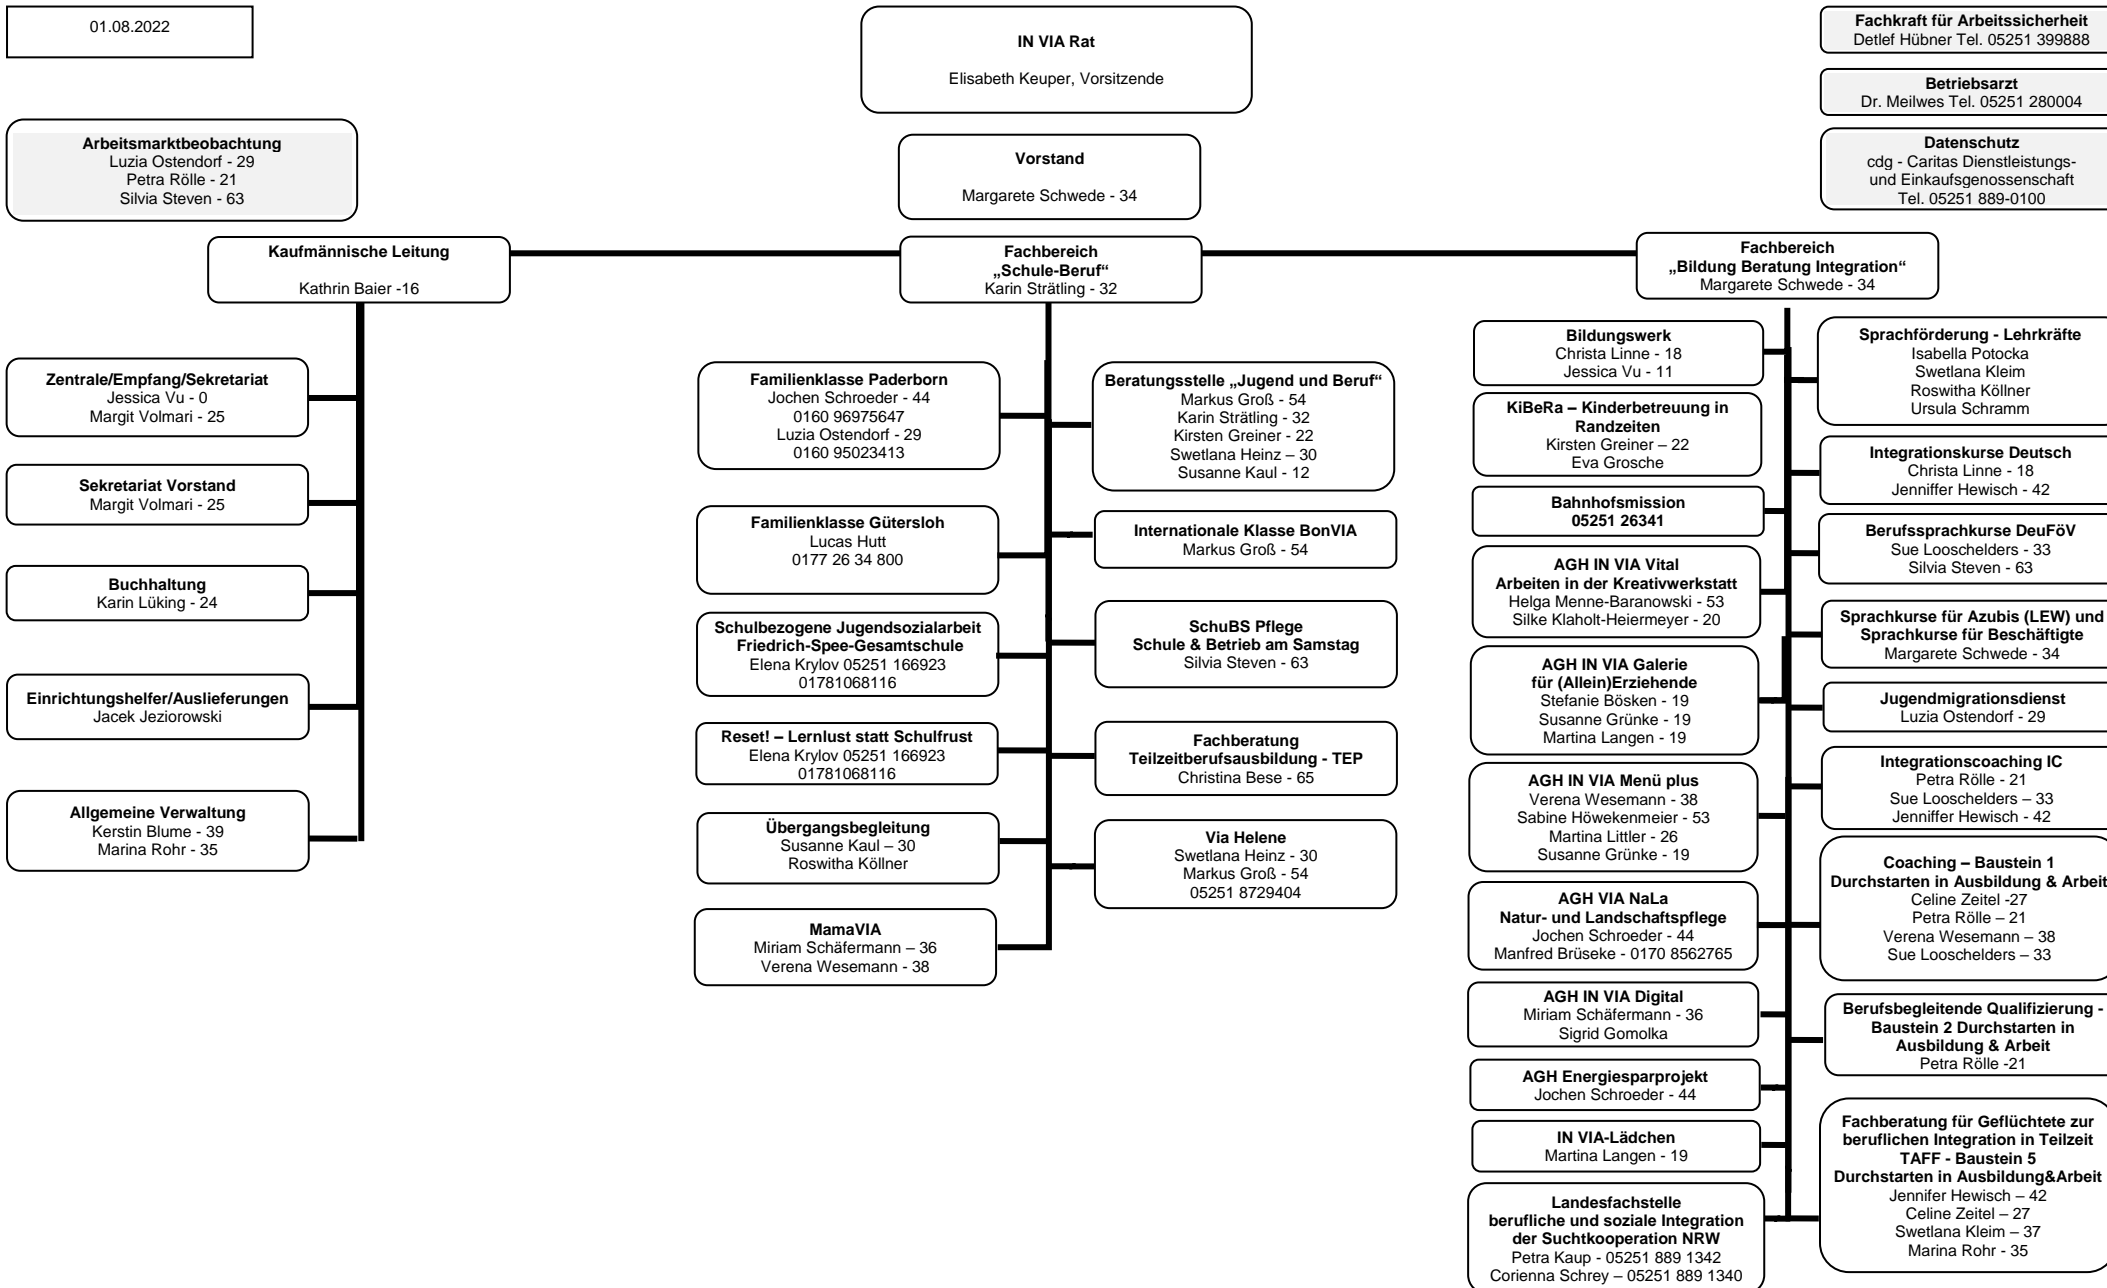 01.08.2022
IN VIA Rat
Elisabeth Keuper, Vorsitzende
Fachkraft für Arbeitssicherheit
Detlef Hübner Tel. 05251 399888
Betriebsarzt
Dr. Meilwes Tel. 05251 280004
Datenschutz
cdg - Caritas Dienstleistungs-
und Einkaufsgenossenschaft
Tel. 05251 889-0100
Arbeitsmarktbeobachtung
Luzia Ostendorf - 29
Petra Rölle - 21
Silvia Steven - 63
Vorstand
Margarete Schwede - 34
Kaufmännische Leitung
Kathrin Baier -16
Fachbereich
„Schule-Beruf“
Karin Strätling - 32
Fachbereich
„Bildung Beratung Integration“
Margarete Schwede - 34
Zentrale/Empfang/Sekretariat
Jessica Vu - 0
Margit Volmari - 25
Sekretariat Vorstand
Margit Volmari - 25
Buchhaltung
Karin Lüking - 24
Einrichtungshelfer/Auslieferungen
Jacek Jeziorowski
Allgemeine Verwaltung
Kerstin Blume - 39
Marina Rohr - 35
Familienklasse Paderborn
Jochen Schroeder - 44
0160 96975647
Luzia Ostendorf - 29
0160 95023413
Familienklasse Gütersloh
Lucas Hutt
0177 26 34 800
Schulbezogene Jugendsozialarbeit
Friedrich-Spee-Gesamtschule
Elena Krylov 05251 166923
01781068116
Reset! – Lernlust statt Schulfrust
Elena Krylov 05251 166923
01781068116
Übergangsbegleitung
Susanne Kaul – 30
Roswitha Köllner
MamaVIA
Miriam Schäfermann – 36
Verena Wesemann - 38
Beratungsstelle „Jugend und Beruf“
Markus Groß - 54
Karin Strätling - 32
Kirsten Greiner - 22
Swetlana Heinz – 30
Susanne Kaul - 12
Internationale Klasse BonVIA
Markus Groß - 54
SchuBS Pflege
Schule & Betrieb am Samstag
Silvia Steven - 63
Fachberatung
Teilzeitberufsausbildung - TEP
Christina Bese - 65
Via Helene
Swetlana Heinz - 30
Markus Groß - 54
05251 8729404
Bildungswerk
Christa Linne - 18
Jessica Vu - 11
KiBeRa – Kinderbetreuung in
Randzeiten
Kirsten Greiner – 22
Eva Grosche
Bahnhofsmission
05251 26341
AGH IN VIA Vital
Arbeiten in der Kreativwerkstatt
Helga Menne-Baranowski - 53
Silke Klaholt-Heiermeyer - 20
AGH IN VIA Galerie
für (Allein)Erziehende
Stefanie Bösken - 19
Susanne Grünke - 19
Martina Langen - 19
AGH IN VIA Menü plus
Verena Wesemann - 38
Sabine Höwekenmeier - 53
Martina Littler - 26
Susanne Grünke - 19
AGH VIA NaLa
Natur- und Landschaftspflege
Jochen Schroeder - 44
Manfred Brüseke - 0170 8562765
AGH IN VIA Digital
Miriam Schäfermann - 36
Sigrid Gomolka
AGH Energiesparprojekt
Jochen Schroeder - 44
IN VIA-Lädchen
Martina Langen - 19
Landesfachstelle
berufliche und soziale Integration
der Suchtkooperation NRW
Petra Kaup - 05251 889 1342
Corienna Schrey – 05251 889 1340
Sprachförderung - Lehrkräfte
Isabella Potocka
Swetlana Kleim
Roswitha Köllner
Ursula Schramm
Integrationskurse Deutsch
Christa Linne - 18
Jenniffer Hewisch - 42
Berufssprachkurse DeuFöV
Sue Looschelders - 33
Silvia Steven - 63
Sprachkurse für Azubis (LEW) und
Sprachkurse für Beschäftigte
Margarete Schwede - 34
Jugendmigrationsdienst
Luzia Ostendorf - 29
Integrationscoaching IC
Petra Rölle - 21
Sue Looschelders – 33
Jenniffer Hewisch - 42
Coaching – Baustein 1
Durchstarten in Ausbildung & Arbeit
Celine Zeitel -27
Petra Rölle – 21
Verena Wesemann – 38
Sue Looschelders – 33
Berufsbegleitende Qualifizierung -
Baustein 2 Durchstarten in
Ausbildung & Arbeit
Petra Rölle -21
Fachberatung für Geflüchtete zur
beruflichen Integration in Teilzeit
TAFF - Baustein 5
Durchstarten in Ausbildung&Arbeit
Jennifer Hewisch – 42
Celine Zeitel – 27
Swetlana Kleim – 37
Marina Rohr - 35